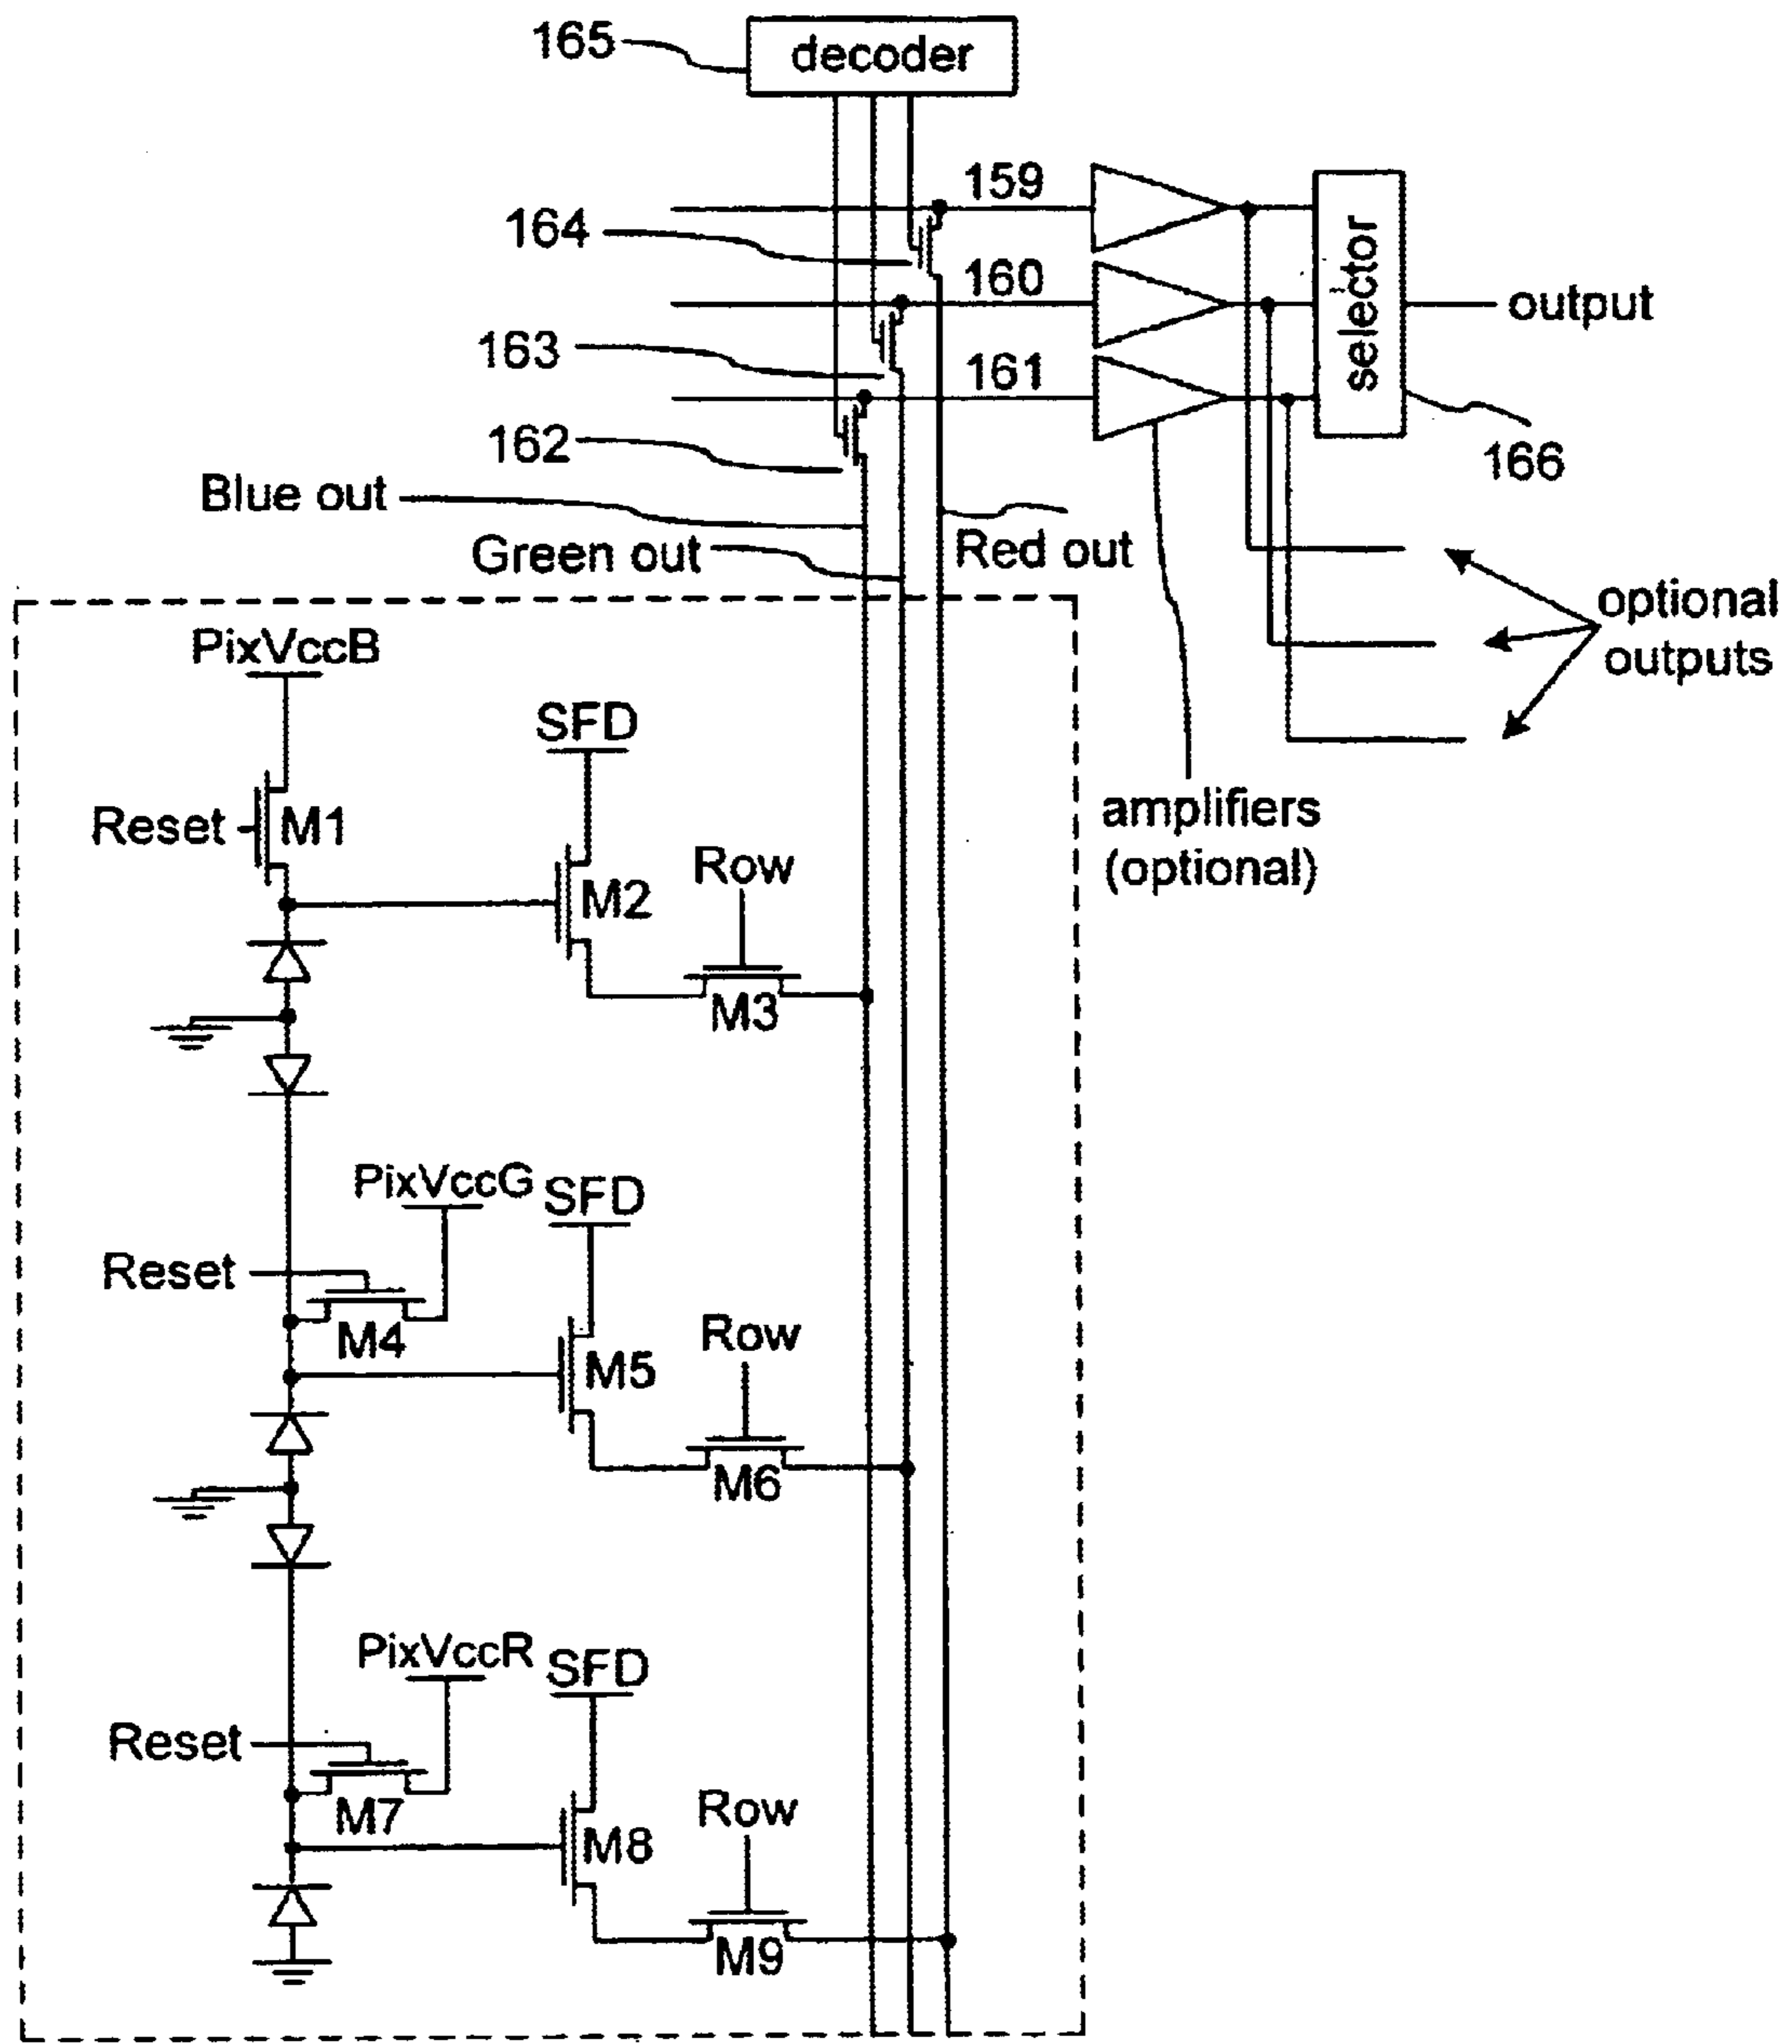 165
decoder
159
164
160
selector
output
163
161
162
166
Blue out
Green out
Red out
optional
outputs
PixVccB
SFD
amplifiers
(optional)
Reset
M1
Row
M2
M3
PixVccG
SFD
Reset
M4
Row
M5
M6
PixVccR
SFD
Reset
M7
Row
M8
M9